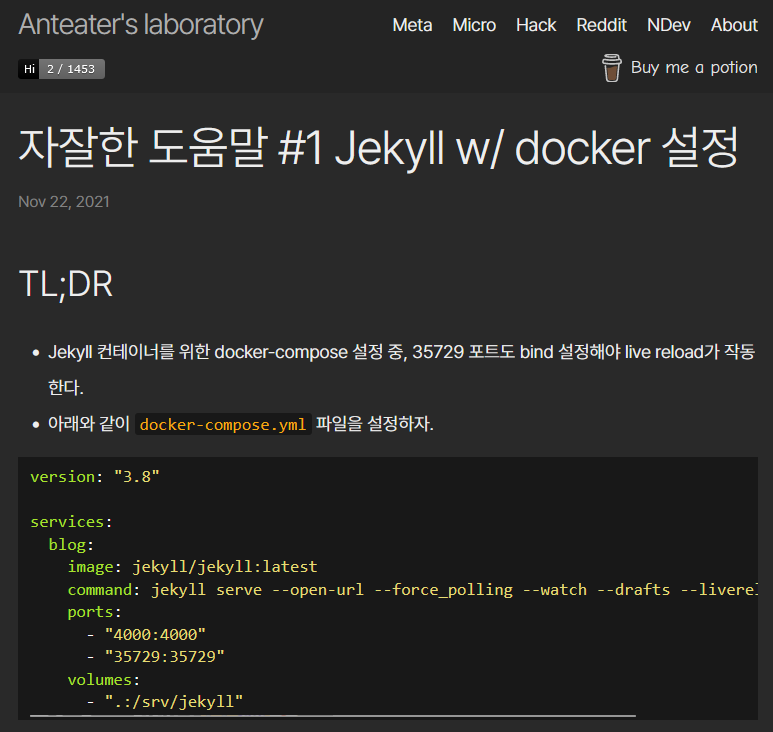 Anteater's laboratory
Meta Micro Hack Reddit NDev About
Hi 2 / 1453
Buy me a potion
자잘한 도움말 #1 Jekyll w/ docker 설정
Nov 22, 2021
TL;DR
• Jekyll 컨테이너를 위한 docker-compose 설정 중, 35729 포트도 bind 설정해야 live reload가 작동
한다.
• 아래와 같이 docker-compose.yml 파일을 설정하자.
version: "3.8"
services:
  blog:
    image: jekyll/jekyll:latest
    command: jekyll serve --open-url --force_polling --watch --drafts --liverel
    ports:
      - "4000:4000"
      - "35729:35729"
    volumes:
      - ".:/srv/jekyll"